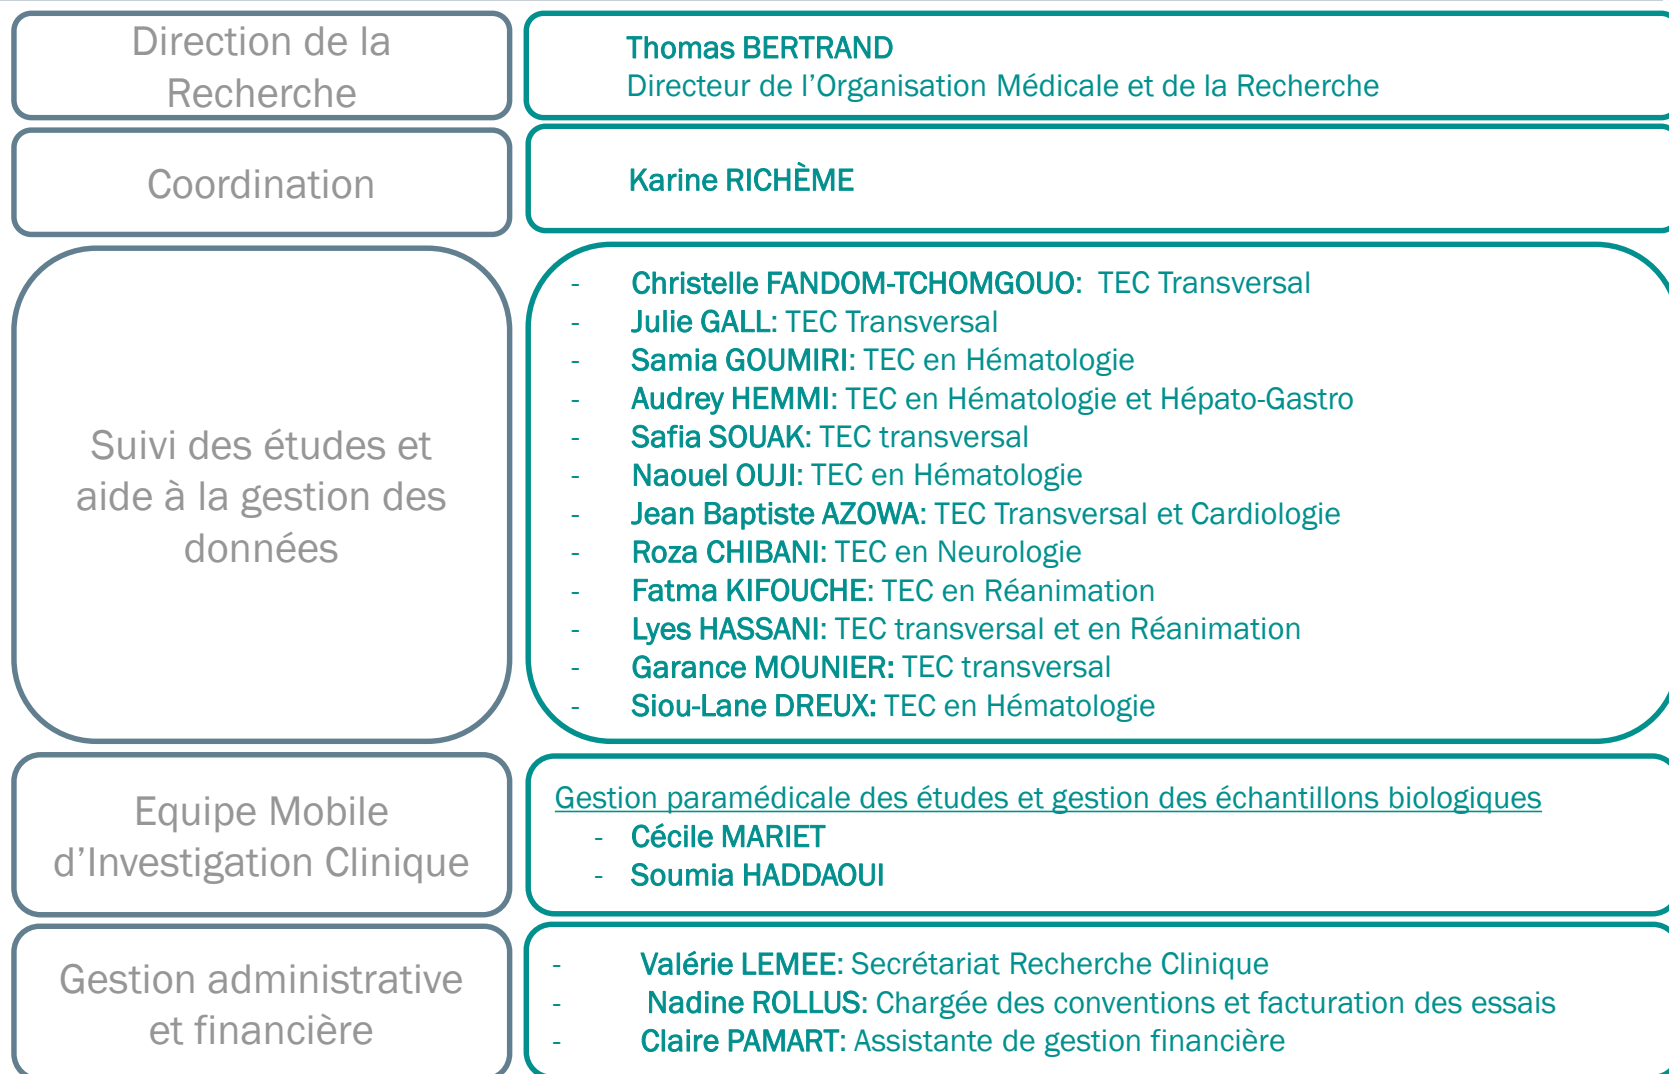 Direction de la
Recherche
Thomas BERTRAND
Directeur de l’Organisation Médicale et de la Recherche
Coordination
Karine RICHÈME
Suivi des études et
aide à la gestion des
données
- Christelle FANDOM-TCHOMGOUO: TEC Transversal
- Julie GALL: TEC Transversal
- Samia GOUMIRI: TEC en Hématologie
- Audrey HEMMI: TEC en Hématologie et Hépato-Gastro
- Safia SOUAK: TEC transversal
- Naouel OUJI: TEC en Hématologie
- Jean Baptiste AZOWA: TEC Transversal et Cardiologie
- Roza CHIBANI: TEC en Neurologie
- Fatma KIFOUCHE: TEC en Réanimation
- Lyes HASSANI: TEC transversal et en Réanimation
- Garance MOUNIER: TEC transversal
- Siou-Lane DREUX: TEC en Hématologie
Equipe Mobile
d’Investigation Clinique
Gestion paramédicale des études et gestion des échantillons biologiques
- Cécile MARIET
- Soumia HADDAOUI
Gestion administrative
et financière
- Valérie LEMEE: Secrétariat Recherche Clinique
- Nadine ROLLUS: Chargée des conventions et facturation des essais
- Claire PAMART: Assistante de gestion financière